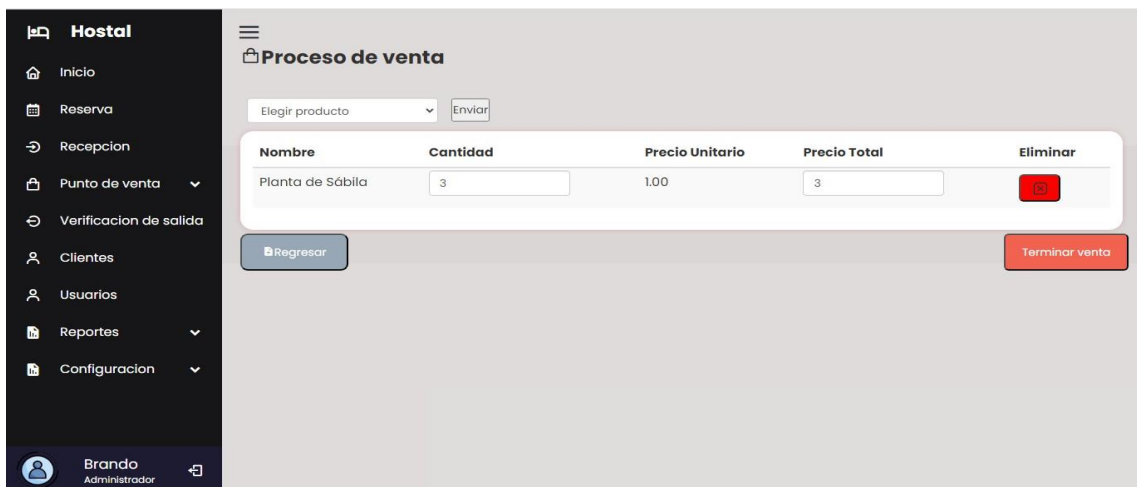 Hostal
Inicio
Reserva
Recepcion
Punto de venta
Verificacion de salida
Clientes
Usuarios
Reportes
Configuracion
Brando
Administrador
Proceso de venta
Elegir producto Enviar
Nombre Cantidad Precio Unitario Precio Total Eliminar
Planta de Sábila 3 1.00 3
Regresar Terminar venta